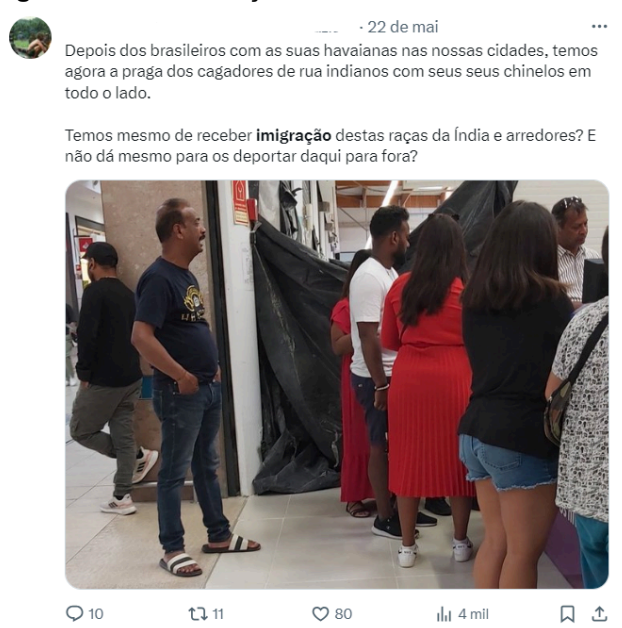 · 22 de mai
Depois dos brasileiros com as suas havaianas nas nossas cidades, temos
agora a praga dos cagadores de rua indianos com seus seus chinelos em
todo o lado.
Temos mesmo de receber imigração destas raças da Índia e arredores? E
não dá mesmo para os deportar daqui para fora?
10
11
80
4 mil